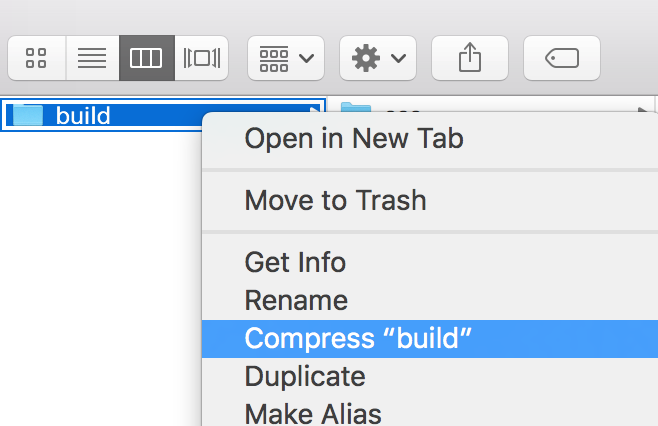 build
Open in New Tab
Move to Trash
Get Info
Rename
Compress “build”
Duplicate
Make Alias